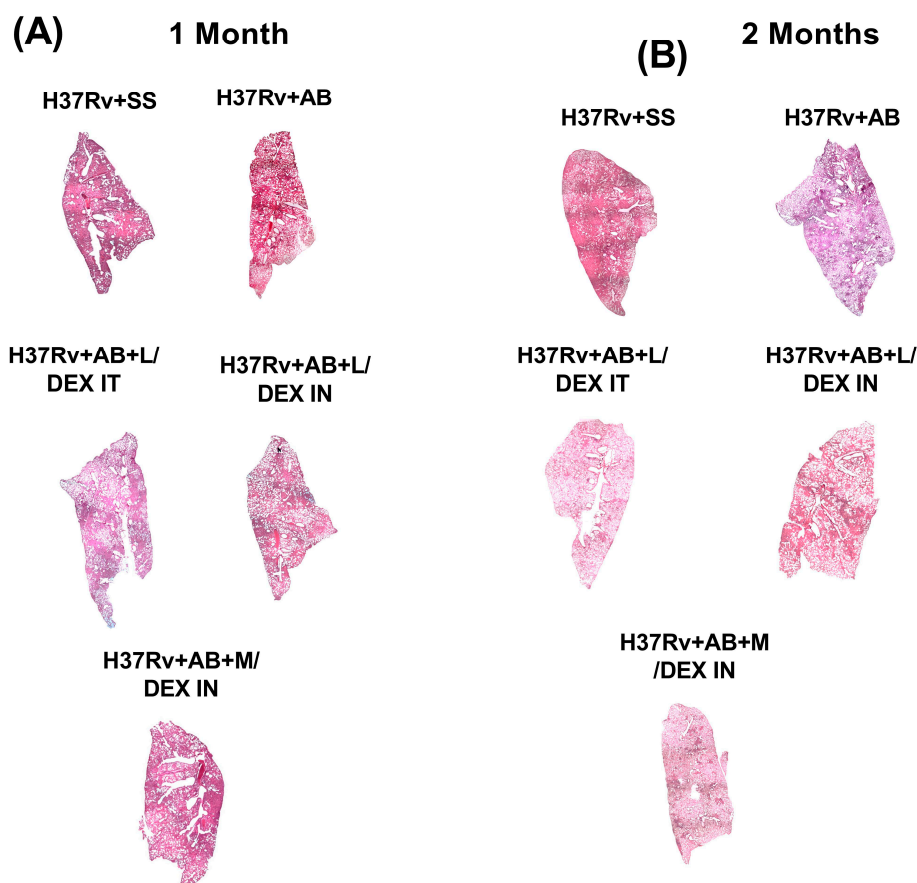 (A) 1 Month
H37Rv+SS H37Rv+AB
H37Rv+AB+L/
DEX IT
H37Rv+AB+L/
DEX IN
H37Rv+AB+M/
DEX IN
(B) 2 Months
H37Rv+SS H37Rv+AB
H37Rv+AB+L/
DEX IT
H37Rv+AB+L/
DEX IN
H37Rv+AB+M
/DEX IN